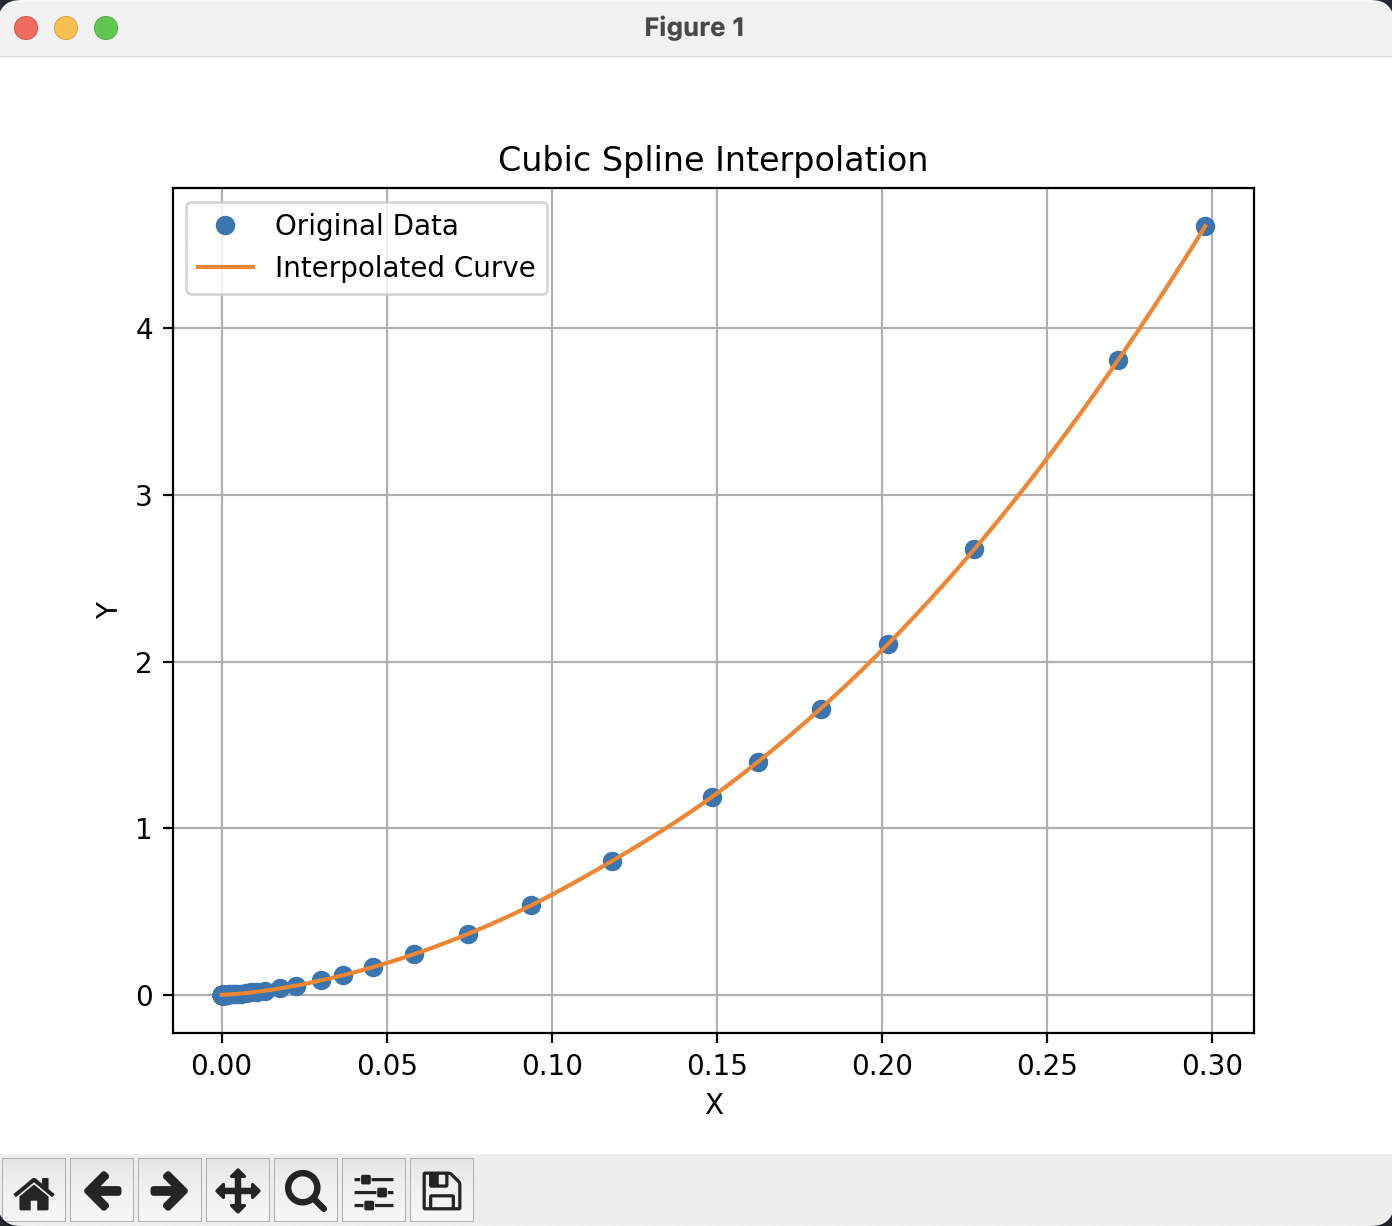 Figure 1
Cubic Spline Interpolation
Original Data
Interpolated Curve
4
3
2
1
0
Y
0.00 0.05 0.10 0.15 0.20 0.25 0.30
X